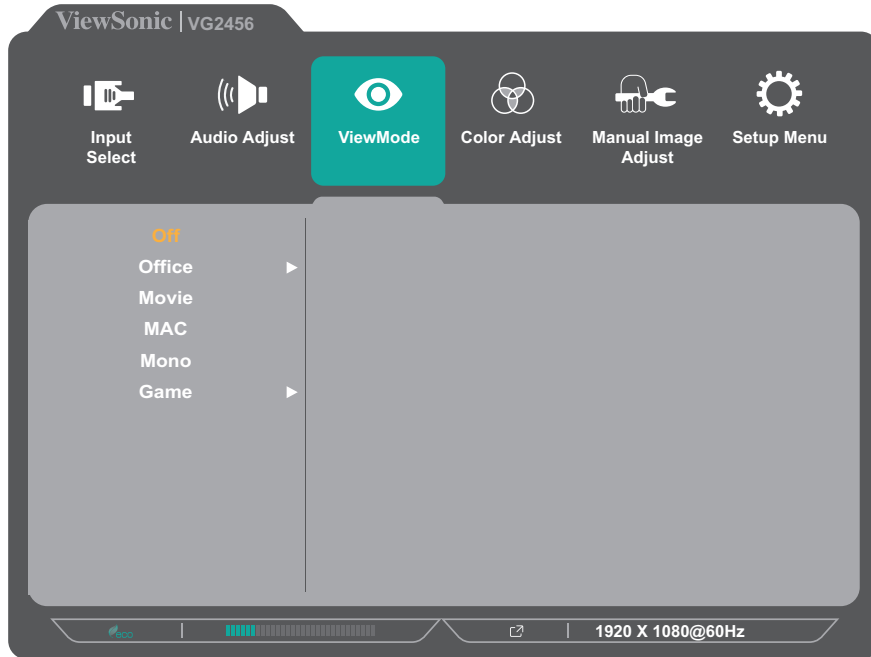 ViewSonic | VG2456
Input
Select
Audio Adjust
ViewMode
Color Adjust
Manual Image
Adjust
Setup Menu
Off
Office
Movie
MAC
Mono
Game
eco
1920 X 1080@60Hz